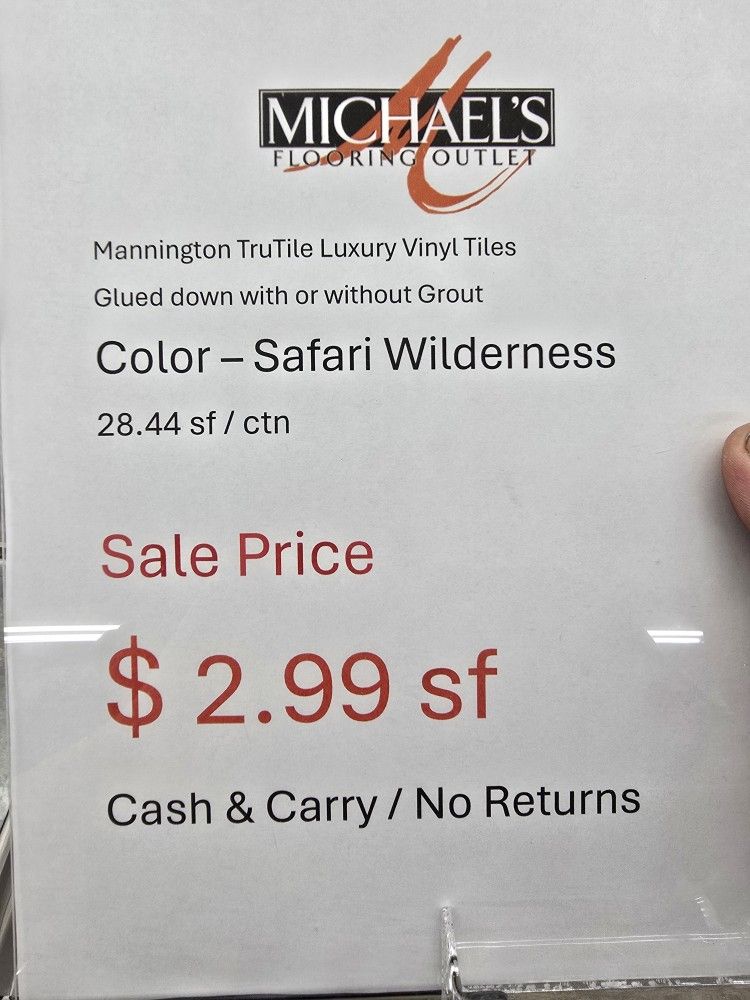 MICHAEL'S
FLOORING OUTLET
Mannington TruTile Luxury Vinyl Tiles
Glued down with or without Grout
Color – Safari Wilderness
28.44 sf / ctn
Sale Price
$ 2.99 sf
Cash & Carry / No Returns